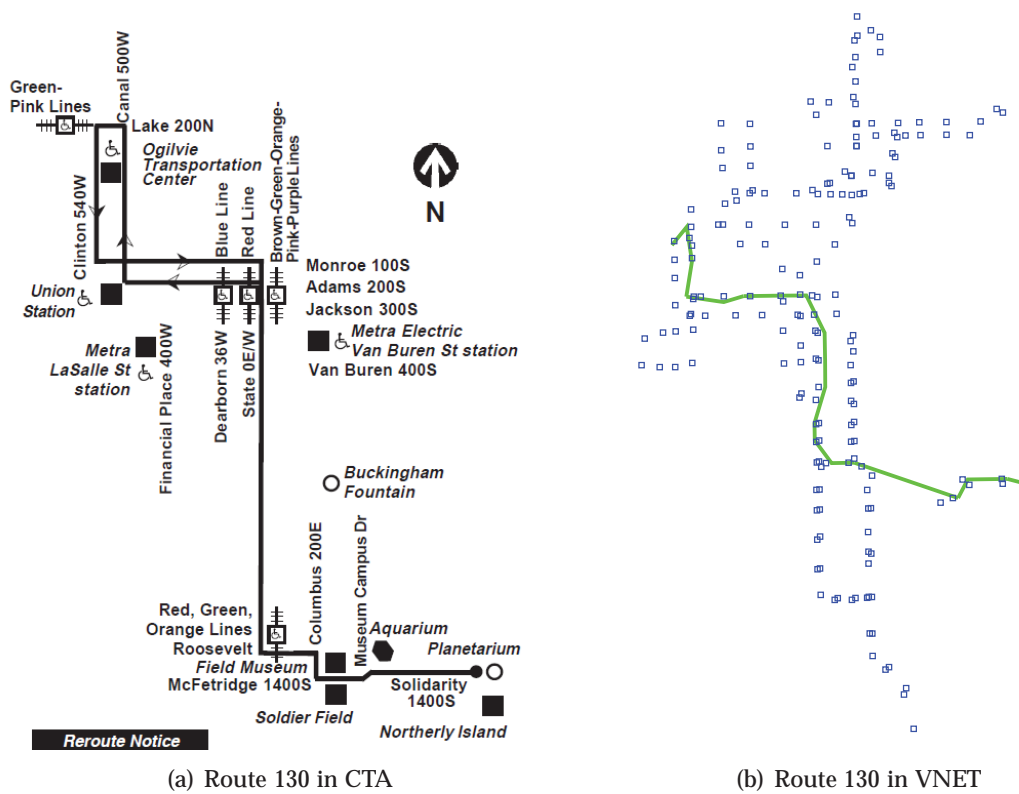 Green-
Pink Lines
Canal 500W
Lake 200N
Ogilvie
Transportation
Center
Clinton 540W
Blue Line
Red Line
Brown-Green-Orange-
Pink-Purple Lines
N
Monroe 100S
Adams 200S
Jackson 300S
Union
Station
Metra Electric
Van Buren St station
Van Buren 400S
Metra
LaSalle St
station
Financial Place 400W
Dearborn 36W
State 0E/W
Buckingham
Fountain
Columbus 200E
Museum Campus Dr
Red, Green,
Orange Lines
Roosevelt
Aquarium
Planetarium
Field Museum
McFetridge 1400S
Solidarity
1400S
Soldier Field
Northerly Island
Reroute Notice
(a) Route 130 in CTA
(b) Route 130 in VNET